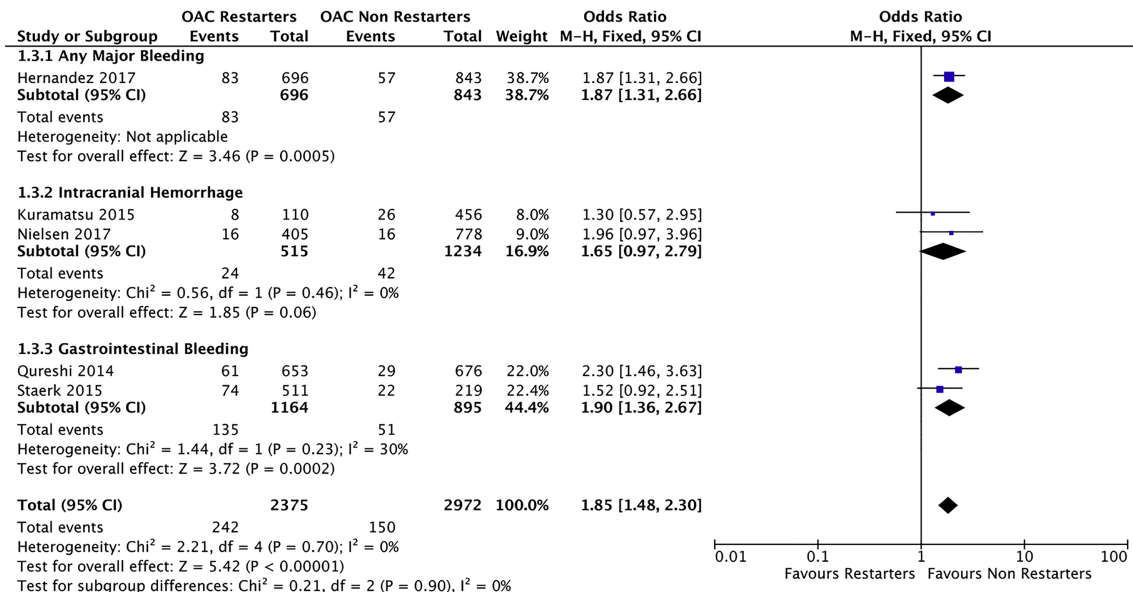 OAC Restarters OAC Non Restarters Odds Ratio Odds Ratio
Study or Subgroup Events Total Events Total Weight M-H, Fixed, 95% CI M-H, Fixed, 95% CI
1.3.1 Any Major Bleeding
Hernandez 2017 83 696 57 843 38.7% 1.87 [1.31, 2.66]
Subtotal (95% CI) 696 843 38.7% 1.87 [1.31, 2.66]
Total events 83 57
Heterogeneity: Not applicable
Test for overall effect: Z = 3.46 (P = 0.0005)
1.3.2 Intracranial Hemorrhage
Kuramatsu 2015 8 110 26 456 8.0% 1.30 [0.57, 2.95]
Nielsen 2017 16 405 16 778 9.0% 1.96 [0.97, 3.96]
Subtotal (95% CI) 515 1234 16.9% 1.65 [0.97, 2.79]
Total events 24 42
Heterogeneity: Chi² = 0.56, df = 1 (P = 0.46); I² = 0%
Test for overall effect: Z = 1.85 (P = 0.06)
1.3.3 Gastrointestinal Bleeding
Qureshi 2014 61 653 29 676 22.0% 2.30 [1.46, 3.63]
Staerk 2015 74 511 22 219 22.4% 1.52 [0.92, 2.51]
Subtotal (95% CI) 1164 895 44.4% 1.90 [1.36, 2.67]
Total events 135 51
Heterogeneity: Chi² = 1.44, df = 1 (P = 0.23); I² = 30%
Test for overall effect: Z = 3.72 (P = 0.0002)
Total (95% CI) 2375 2972 100.0% 1.85 [1.48, 2.30]
Total events 242 150
Heterogeneity: Chi² = 2.21, df = 4 (P = 0.70); I² = 0%
Test for overall effect: Z = 5.42 (P < 0.00001)
Test for subgroup differences: Chi² = 0.21, df = 2 (P = 0.90), I² = 0%
0.01 0.1 1 10 100
Favours Restarters Favours Non Restarters